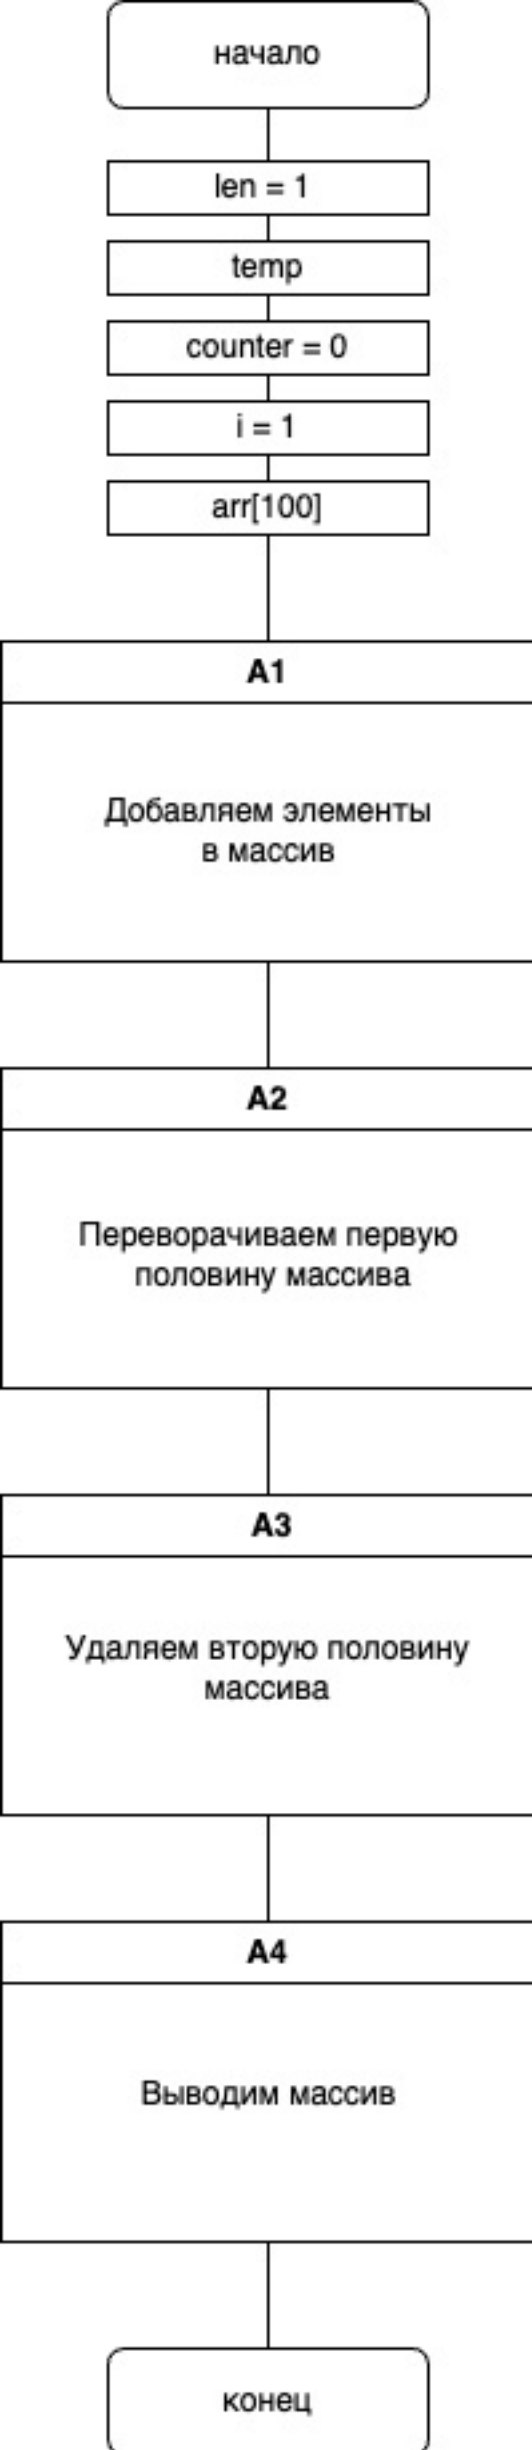 начало
len = 1
temp
counter = 0
i = 1
arr[100]
A1
Добавляем элементы
в массив
A2
Переворачиваем первую
половину массива
A3
Удаляем вторую половину
массива
A4
Выводим массив
конец